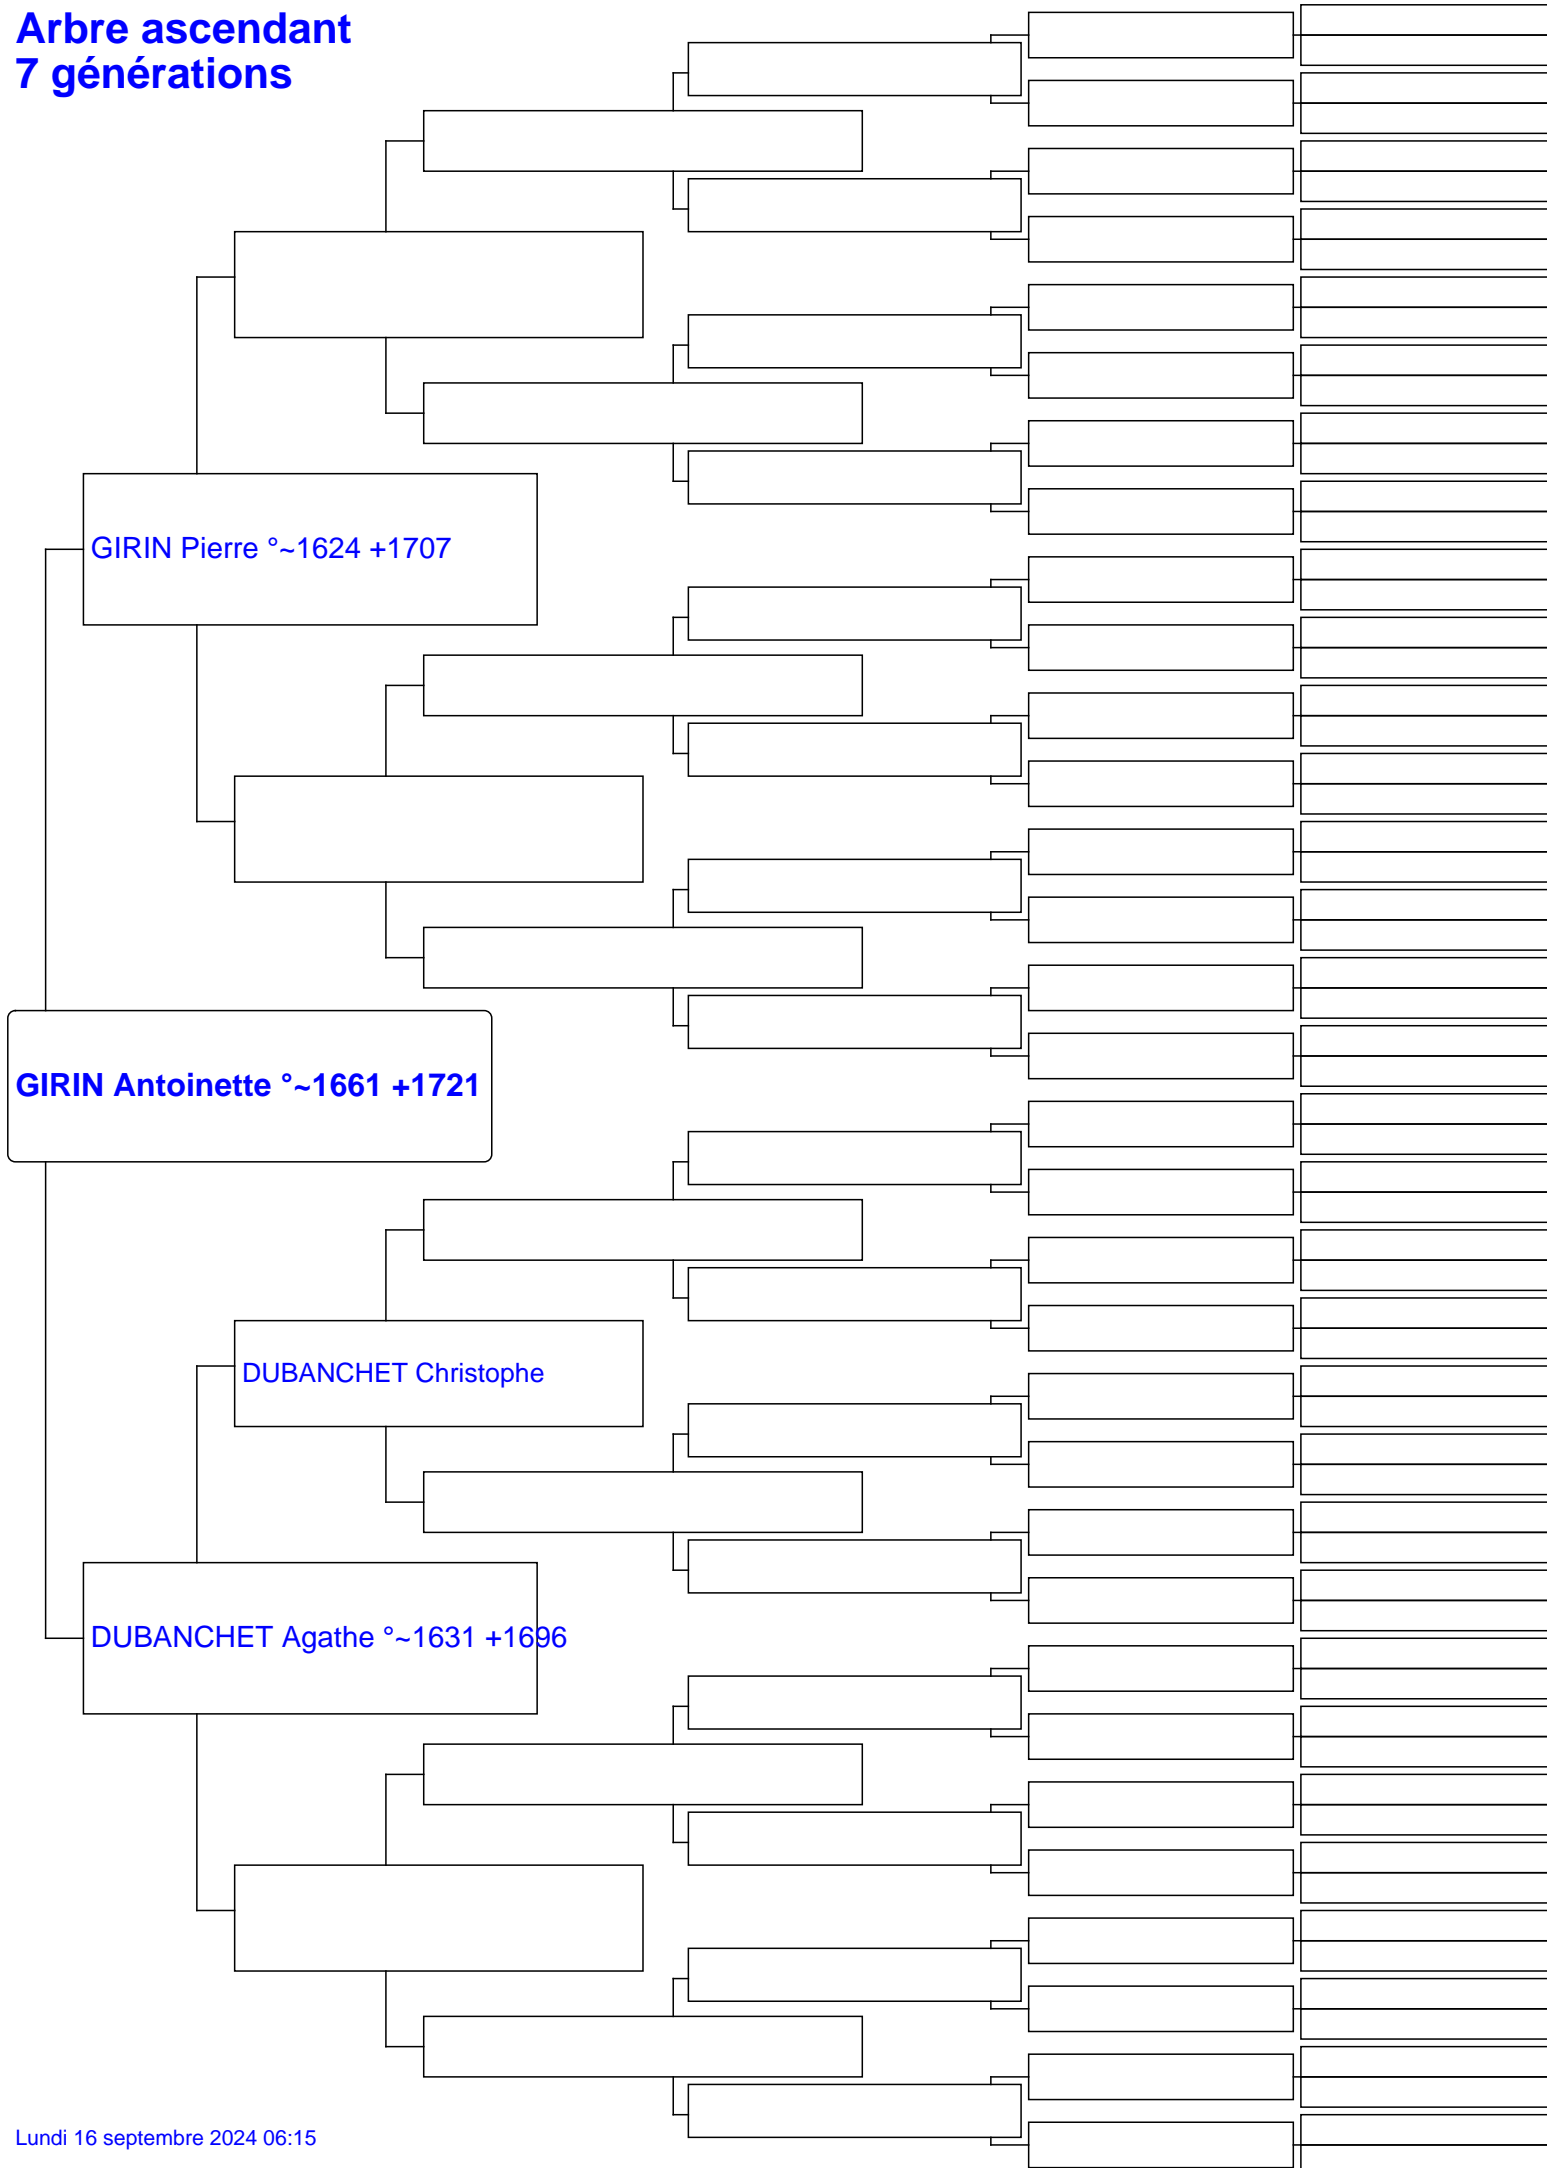 Arbre ascendant
7 générations
GIRIN Pierre °~1624 +1707
GIRIN Antoinette °~1661 +1721
DUBANCHET Christophe
DUBANCHET Agathe °~1631 +1696
Lundi 16 septembre 2024 06:15